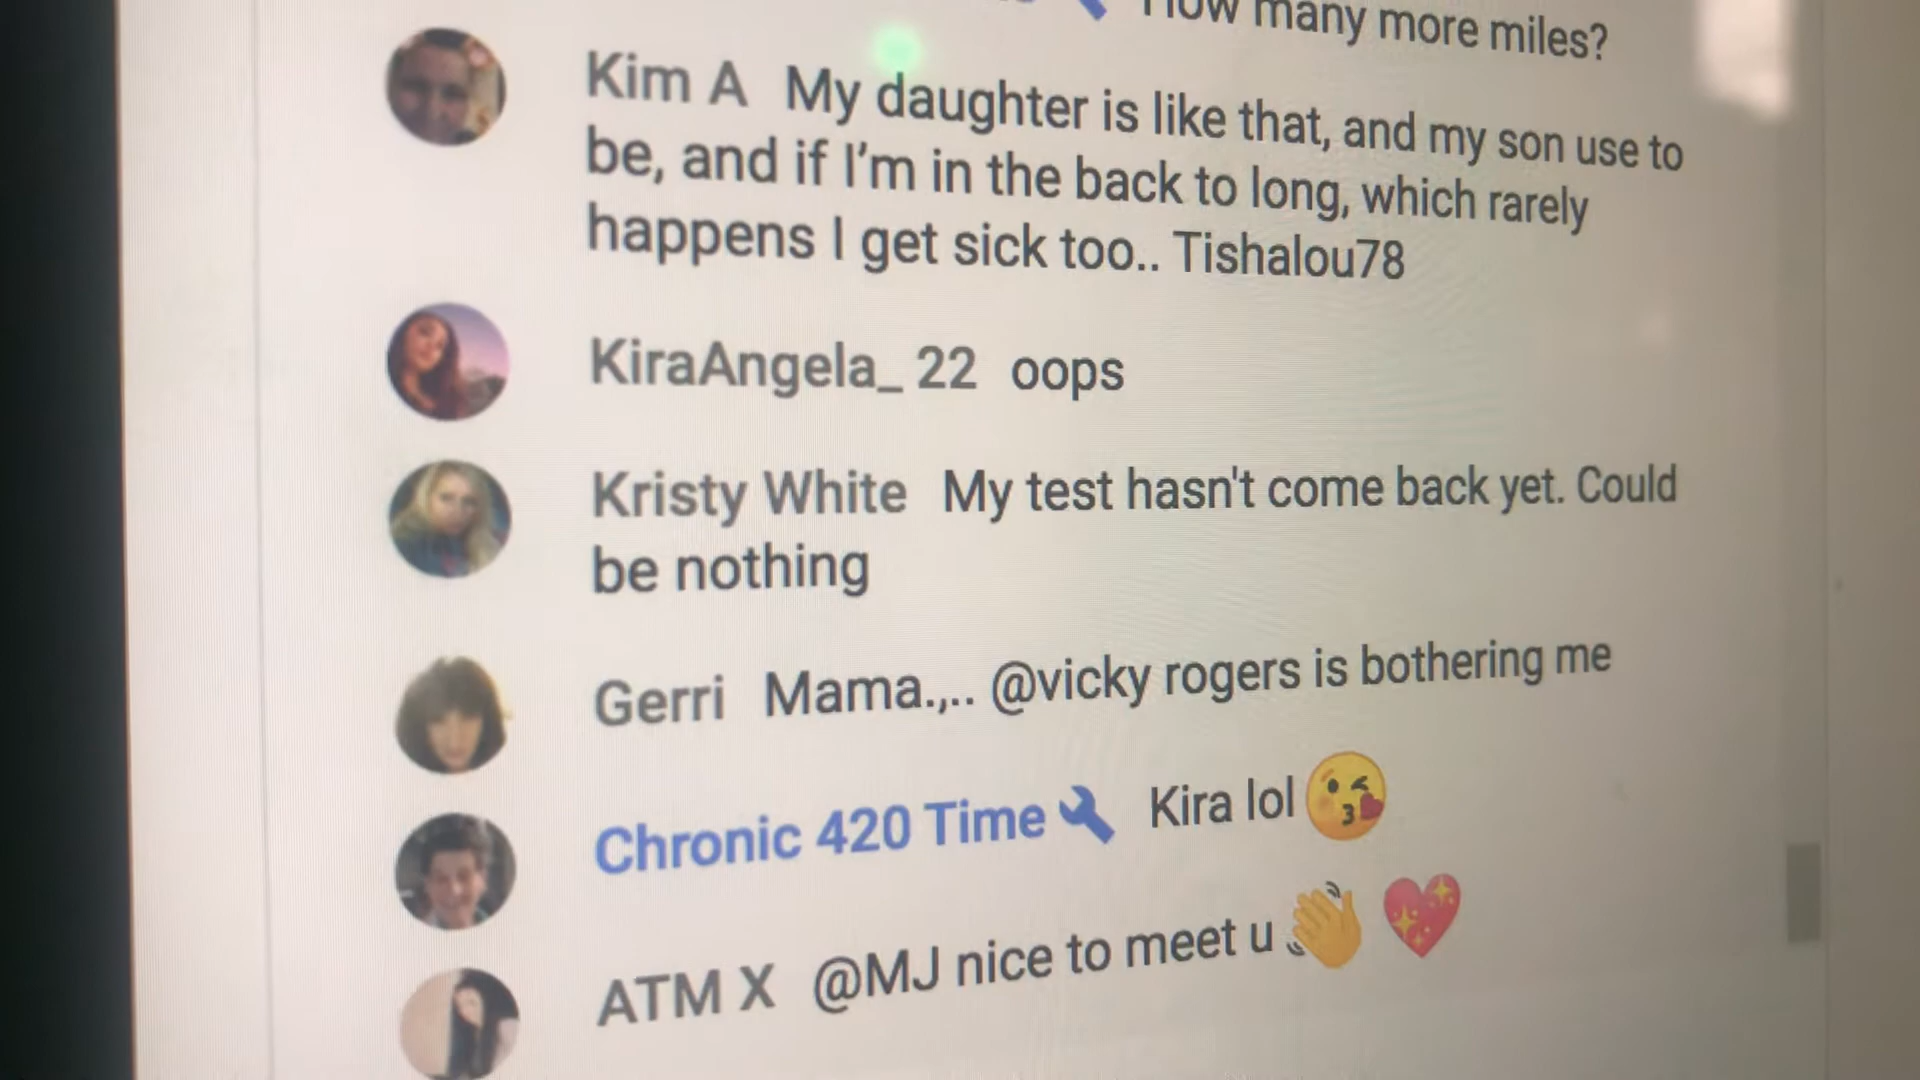 How many more miles?
Kim A My daughter is like that, and my son use to
be, and if I'm in the back to long, which rarely
happens I get sick too.. Tishalou78
KiraAngela_ 22 oops
Kristy White My test hasn't come back yet. Could
be nothing
Gerri Mama.,.. @vicky rogers is bothering me
Chronic 420 Time Kira lol 😘
ATM X @MJ nice to meet u 👋 💖